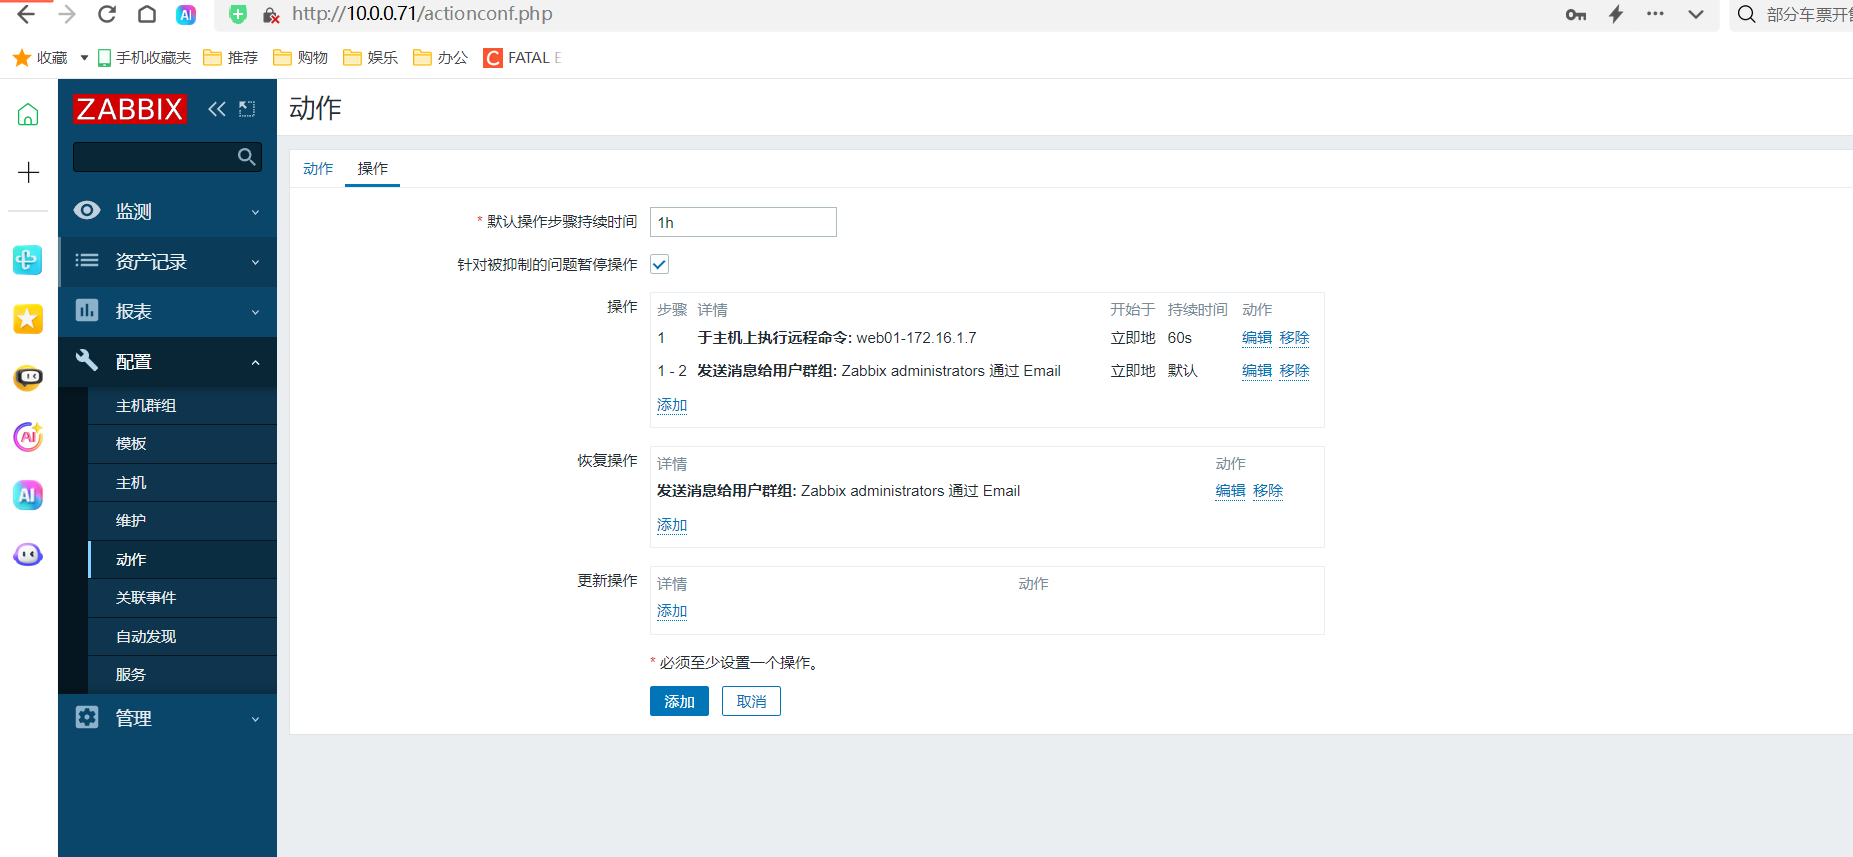 AI http://10.0.0.71/actionconf.php 部分车票开
收藏 手机收藏夹 推荐 购物 娱乐 办公 C FATAL E
ZABBIX
动作
动作 操作
监测
资产记录
报表
配置
主机群组
模板
主机
维护
动作
关联事件
自动发现
服务
管理
AI
AI
* 默认操作步骤持续时间 1h
针对被抑制的问题暂停操作
操作
步骤 详情 开始于 持续时间 动作
1 于主机上执行远程命令: web01-172.16.1.7 立即地 60s 编辑 移除
1 - 2 发送消息给用户群组: Zabbix administrators 通过 Email 立即地 默认 编辑 移除
添加
恢复操作
详情 动作
发送消息给用户群组: Zabbix administrators 通过 Email 编辑 移除
添加
更新操作
详情 动作
添加
* 必须至少设置一个操作。
添加 取消